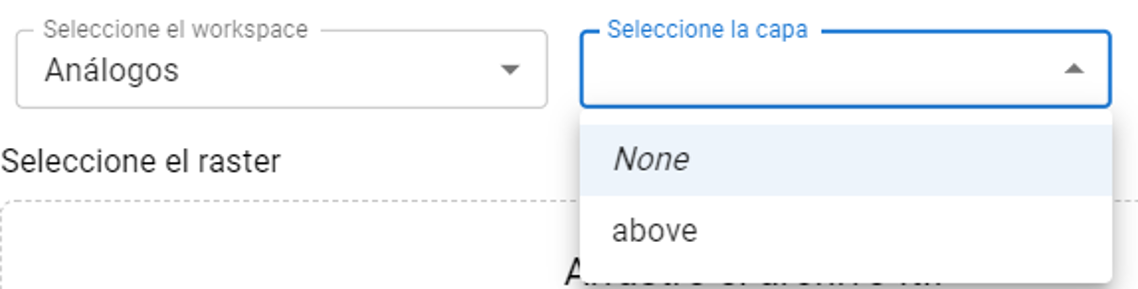 Seleccione el workspace
Seleccione la capa
Análogos
Seleccione el raster
None
above